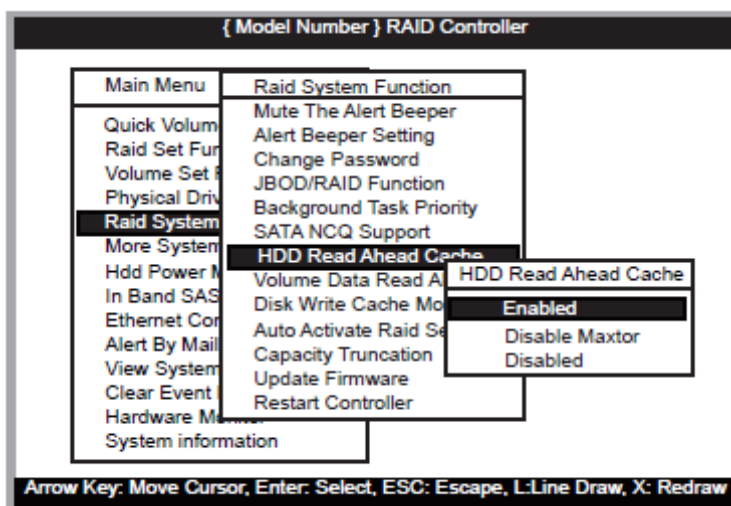 { Model Number } RAID Controller
Main Menu
Quick Volum
Raid Set Fun
Volume Set
Physical Driv
Raid System
More System
Hdd Power M
In Band SAS
Ethernet Con
Alert By Mail
View System
Clear Event
Hardware Monitor
System information
Raid System Function
Mute The Alert Beeper
Alert Beeper Setting
Change Password
JBOD/RAID Function
Background Task Priority
SATA NCQ Support
HDD Read Ahead Cache
Volume Data Read A
Disk Write Cache Mo
Auto Activate Raid Se
Capacity Truncation
Update Firmware
Restart Controller
HDD Read Ahead Cache
Enabled
Disable Maxtor
Disabled
Arrow Key: Move Cursor, Enter: Select, ESC: Escape, L:Line Draw, X: Redraw